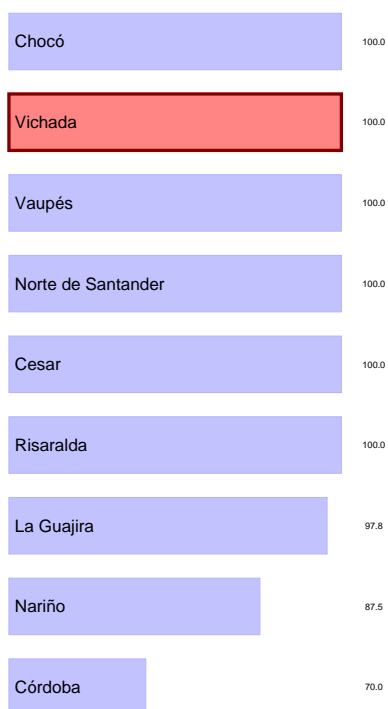 Chocó 100.0
Vichada 100.0
Vaupés 100.0
Norte de Santander 100.0
Cesar 100.0
Risaralda 100.0
La Guajira 97.8
Nariño 87.5
Córdoba 70.0